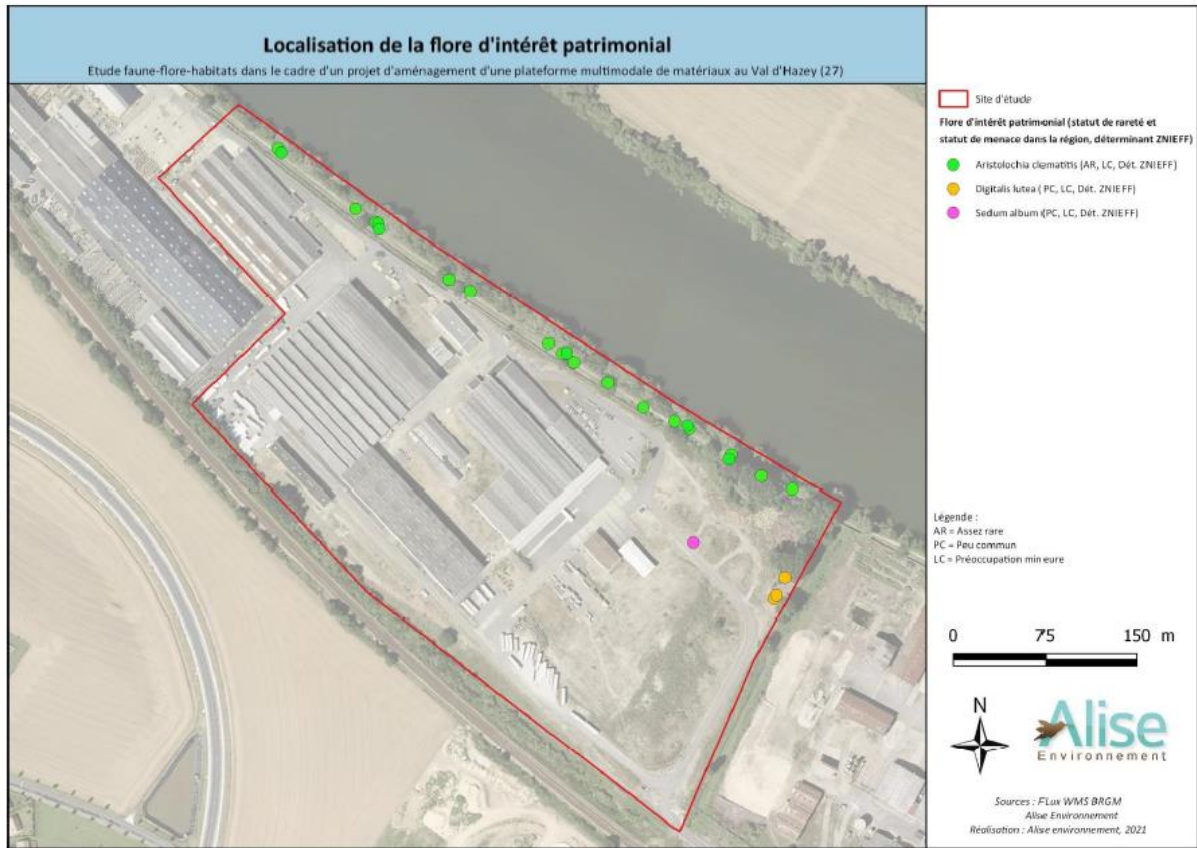 Localisation de la flore d'intérêt patrimonial
Etude faune-flore-habitats dans le cadre d'un projet d'aménagement d'une plateforme multimodale de matériaux au Val d'Hazey (27)
Site d'étude
Flore d'intérêt patrimonial (statut de rareté et
statut de menace dans la région, déterminant ZNIEFF)
Aristolochia clematitis (AR, LC, Dét. ZNIEFF)
Digitalis lutea ( PC, LC, Dét. ZNIEFF)
Sedum album (PC, LC, Dét. ZNIEFF)
Légende :
AR = Assez rare
PC = Peu commun
LC = Préoccupation mineure
0 75 150 m
N
Alise
Environnement
Sources : FLux WMS BRGM
Alise Environnement
Réalisation : Alise environnement, 2021